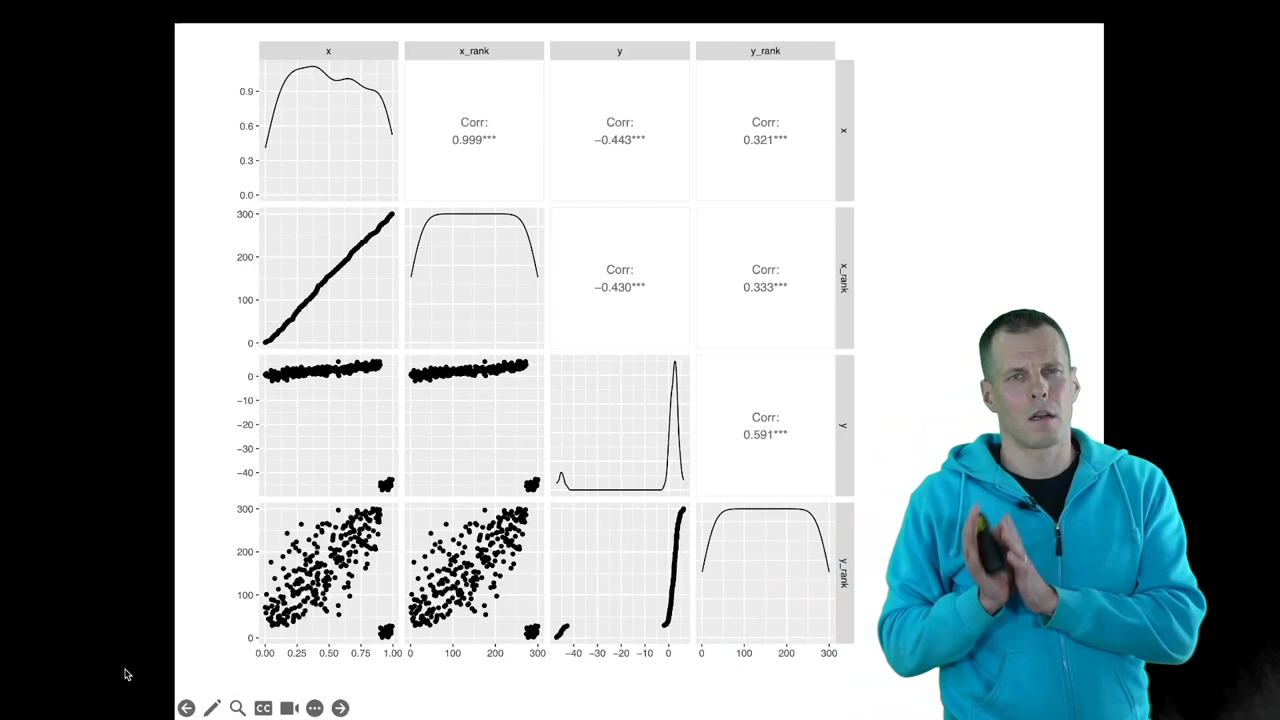 x x_rank y y_rank
0.9
0.6
0.3
0.0
Corr: Corr: Corr:
0.999*** −0.443*** 0.321***
x
300
200
100
0
Corr: Corr:
−0.430*** 0.333***
x_rank
0
−10
−20
−30
−40
Corr:
0.591***
y
300
200
100
0
y_rank
0.00 0.25 0.50 0.75 1.00 0 100 200 300 −40 −30 −20 −10 0 0 100 200 300
CC